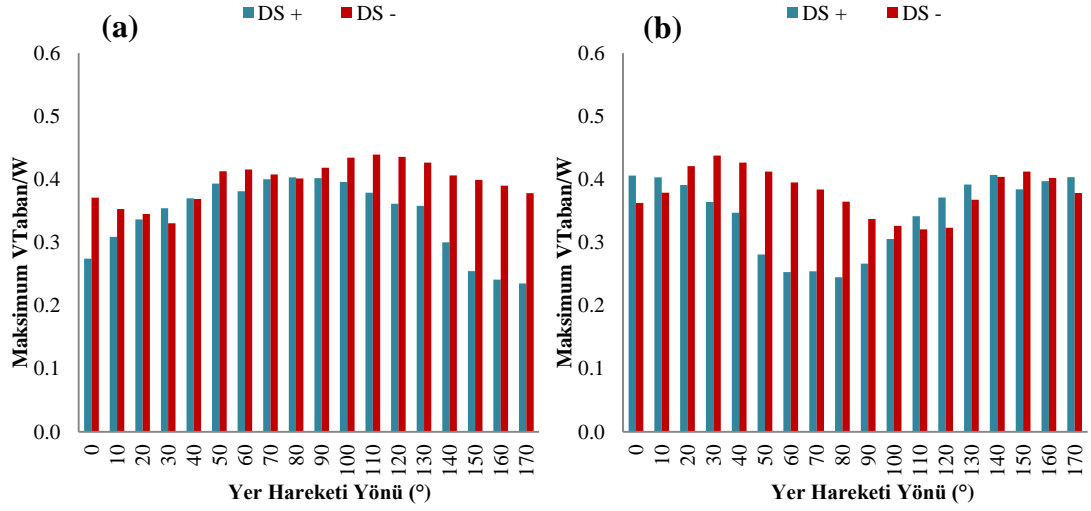 (a)
DS +
DS -
Maksimum VTaban/W
0.6
0.5
0.4
0.3
0.2
0.1
0.0
0 10 20 30 40 50 60 70 80 90 100 110 120 130 140 150 160 170
Yer Hareketi Yönü (°)
(b)
DS +
DS -
Maksimum VTaban/W
0.6
0.5
0.4
0.3
0.2
0.1
0.0
0 10 20 30 40 50 60 70 80 90 100 110 120 130 140 150 160 170
Yer Hareketi Yönü (°)